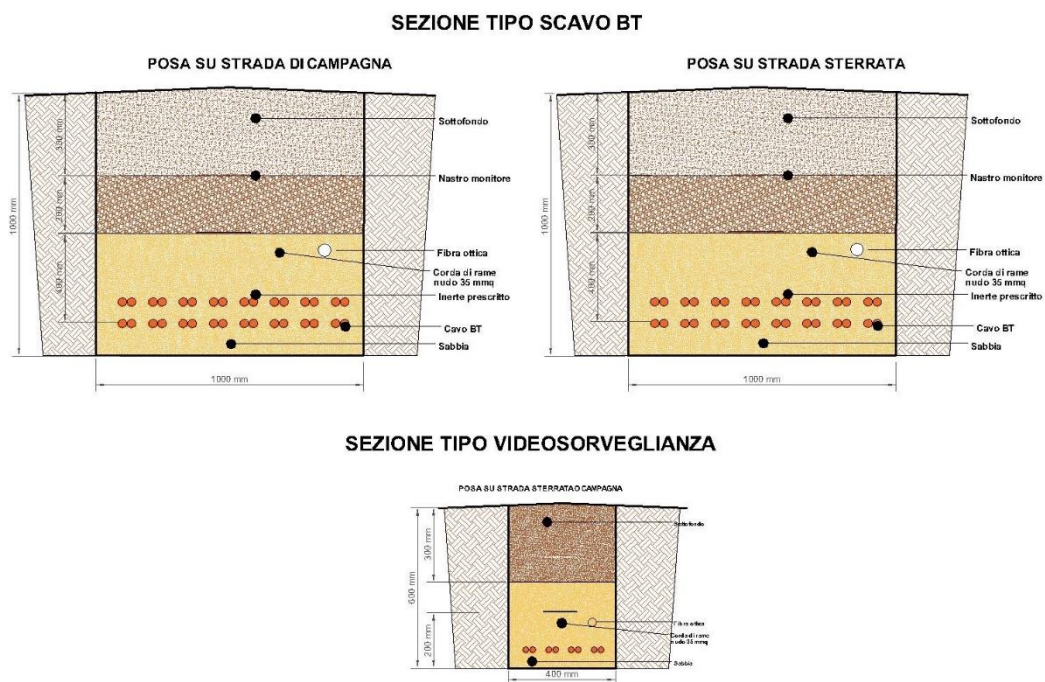 SEZIONE TIPO SCAVO BT
POSA SU STRADA DI CAMPAGNA
1000 mm
300 mm
200 mm
400 mm
Sottofondo
Nastro monitore
Fibra ottica
Corda di rame
nudo 35 mmq
Inerte prescritto
Cavo BT
Sabbia
1000 mm
POSA SU STRADA STERRATA
1000 mm
300 mm
200 mm
400 mm
Sottofondo
Nastro monitore
Fibra ottica
Corda di rame
nudo 35 mmq
Inerte prescritto
Cavo BT
Sabbia
1000 mm
SEZIONE TIPO VIDEOSORVEGLIANZA
POSA SU STRADA STERRATA O CAMPAGNA
600 mm
300 mm
200 mm
Sottofondo
Fibra ottica
Corda di rame
nudo 35 mmq
Sabbia
400 mm